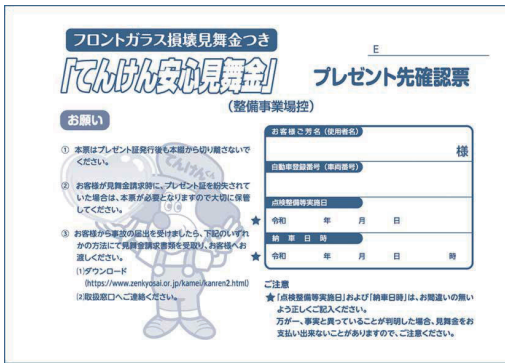 フロントガラス損壊見舞金つき
「てんけん安心見舞金」
プレゼント先確認票
E
(整備事業場控)
お願い
① 本票はプレゼント証発行後も本綴から切り離さないで
ください。
② お客様が見舞金請求時に、プレゼント証を紛失されて
いた場合は、本票が必要となりますので大切に保管
してください。
③ お客様から事故の届出を受けましたら、下記のいずれ
かの方法にて見舞金請求書類を受取り、お客様へお
渡しください。
⑴ダウンロード
(https://www.zenkyosai.or.jp/kamei/kanren2.html)
⑵取扱窓口へご連絡ください。
てんけんくん
お客様ご芳名(使用者名)
様
自動車登録番号(車両番号)
点検整備等実施日
★ 令和 年 月 日
納車日時
★ 令和 年 月 日 時
ご注意
★「点検整備等実施日」および「納車日時」は、お間違いの無い
よう正しくご記入ください。
万が一、事実と異っていることが判明した場合、見舞金をお
支払い出来ないことがありますので、ご注意ください。